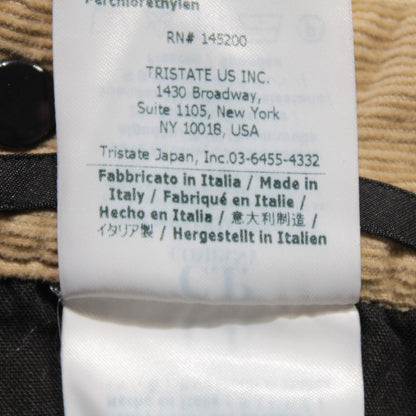 Perchlorethylen
RN# 145200
TRISTATE US INC.
1430 Broadway,
Suite 1105, New York
NY 10018, USA
Tristate Japan, Inc.03-6455-4332
Fabbricato in Italia / Made in
Italy / Fabriqué en Italie /
Hecho en Italia / 意大利制造 /
イタリア製 / Hergestellt in Italien